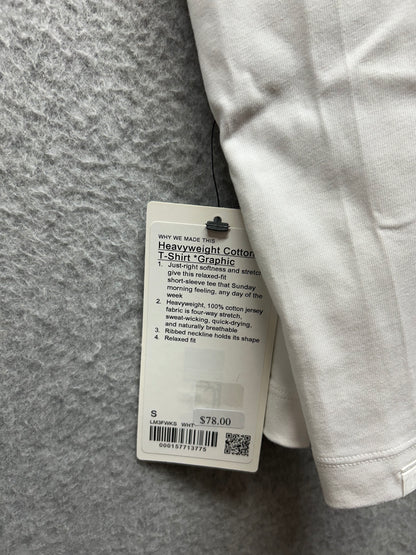 WHY WE MADE THIS
Heavyweight Cotton
T-Shirt *Graphic
1. Just-right softness and stretch
give this relaxed-fit
short-sleeve tee that Sunday
morning feeling, any day of the
week
2. Heavyweight, 100% cotton jersey
fabric is four-way stretch,
sweat-wicking, quick-drying,
and naturally breathable
3. Ribbed neckline holds its shape
4. Relaxed fit
S
LM3FWKS WHT
$78.00
000157713775